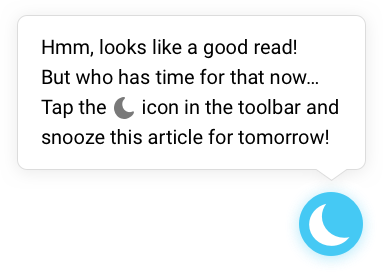 Hmm, looks like a good read!
But who has time for that now...
Tap the icon in the toolbar and
snooze this article for tomorrow!